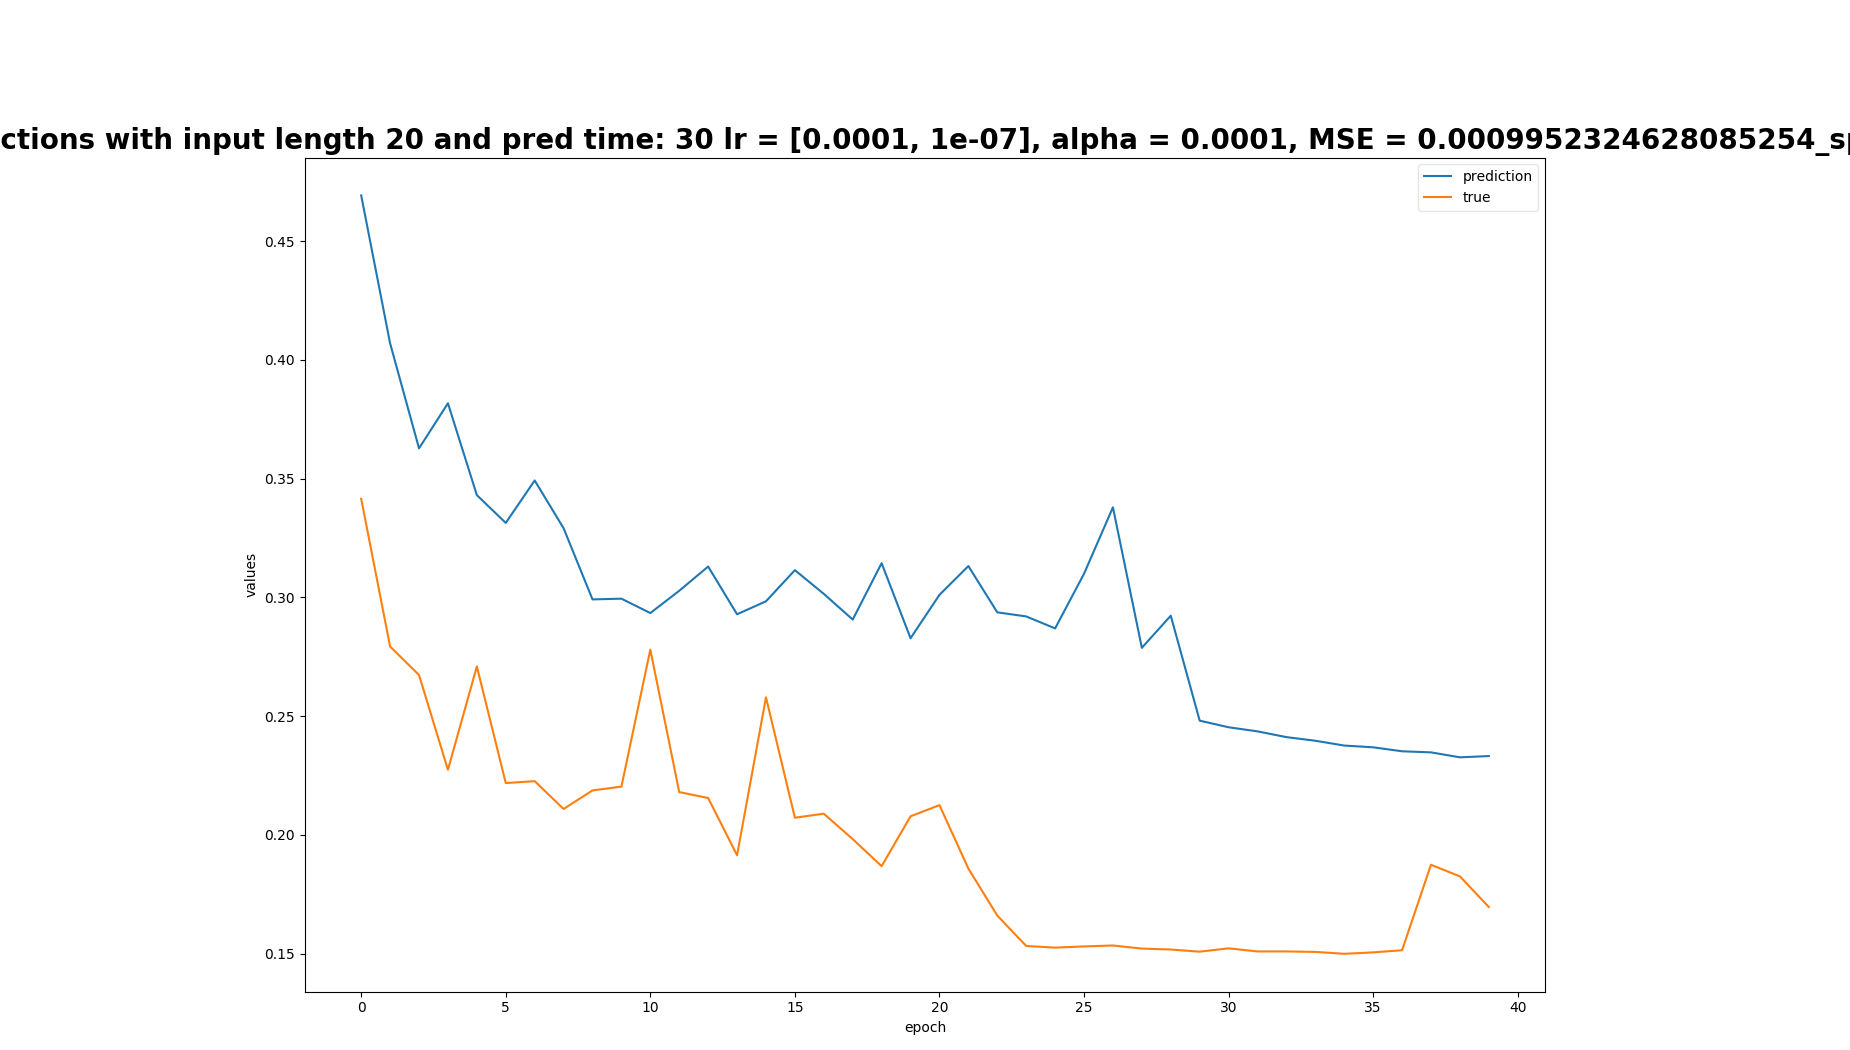 ctions with input length 20 and pred time: 30 lr = [0.0001, 1e-07], alpha = 0.0001, MSE = 0.0009952324628085254_sp
prediction
true
0.45
0.40
0.35
0.30
0.25
0.20
0.15
values
0 5 10 15 20 25 30 35 40
epoch